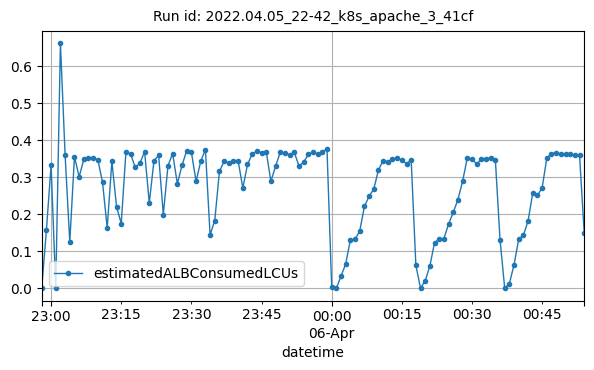 Run id: 2022.04.05_22-42_k8s_apache_3_41cf
0.6
0.5
0.4
0.3
0.2
0.1
0.0
estimatedALBConsumedLCUs
23:00 23:15 23:30 23:45 00:00 00:15 00:30 00:45
06-Apr
datetime